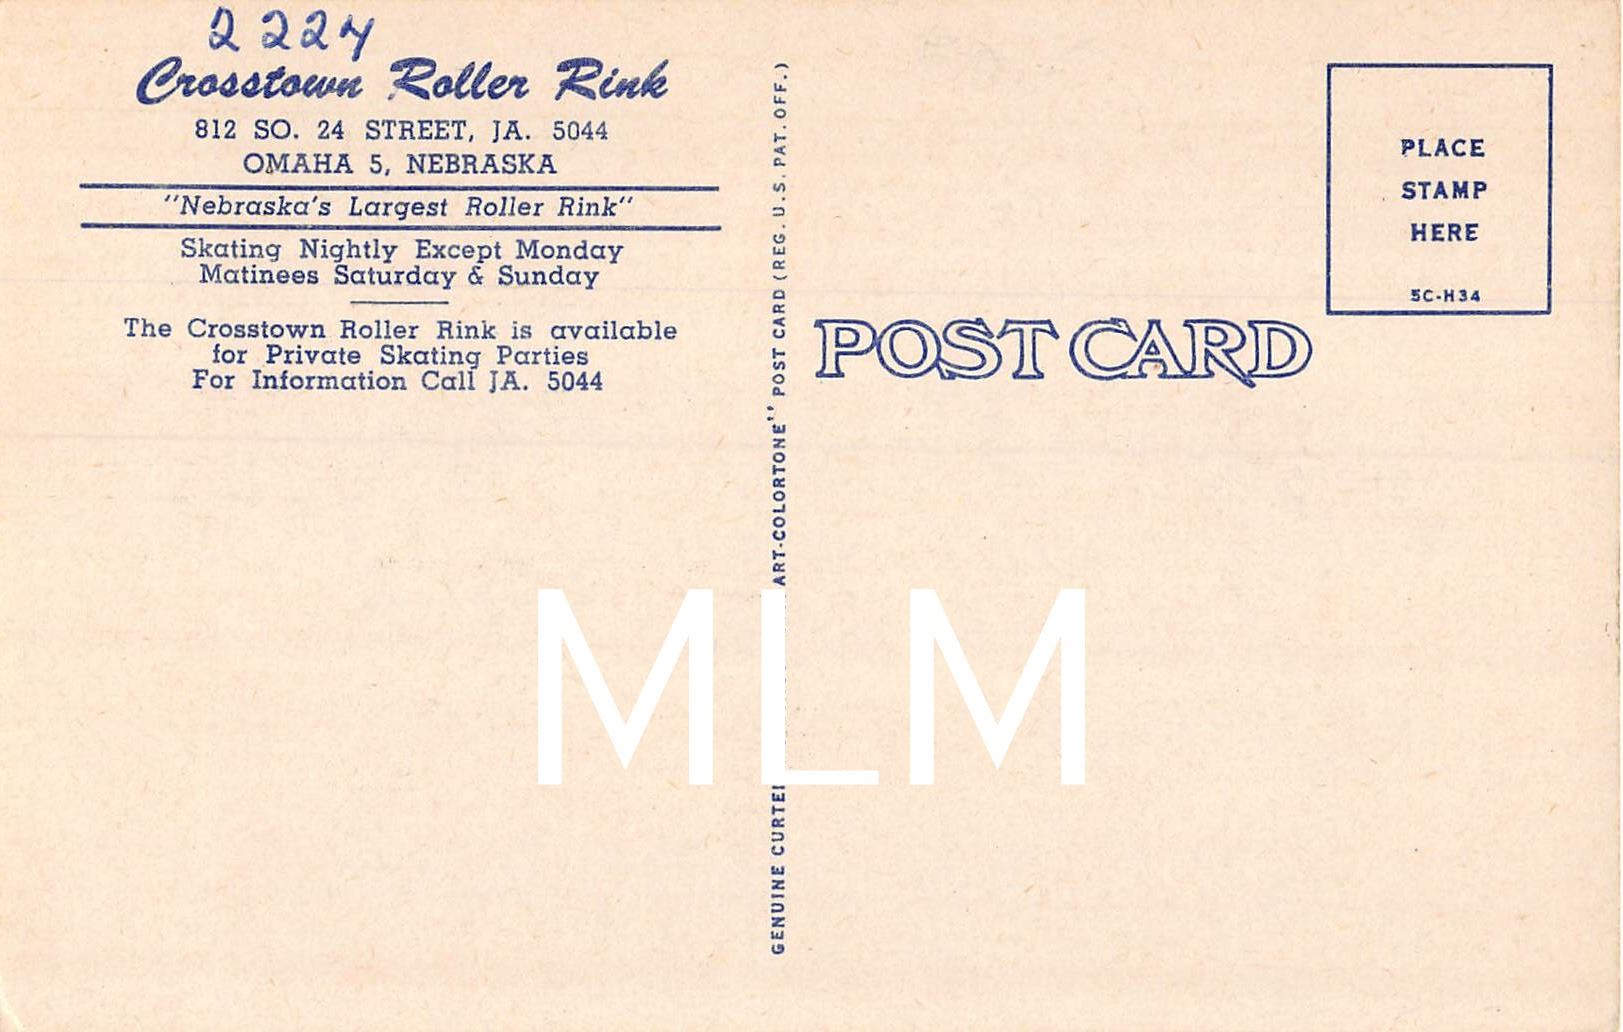 2224
Crosstown Roller Rink
812 SO. 24 STREET, JA. 5044
OMAHA 5, NEBRASKA
"Nebraska's Largest Roller Rink"
Skating Nightly Except Monday
Matinees Saturday & Sunday
The Crosstown Roller Rink is available
for Private Skating Parties
For Information Call JA. 5044
GENUINE CURTEI ART-COLORTONE" POST CARD (REG. U.S. PAT. OFF.)
POST CARD
PLACE
STAMP
HERE
5C-H34
MLM